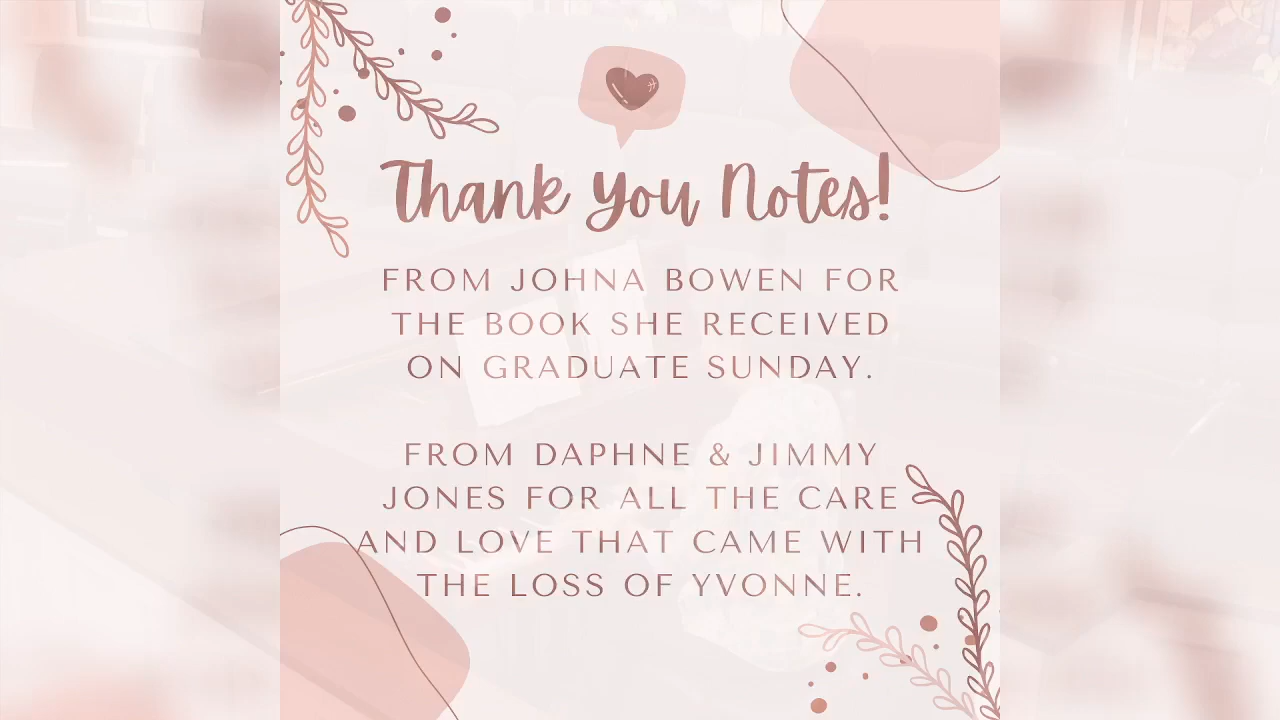 Thank You Notes!
FROM JOHNA BOWEN FOR
THE BOOK SHE RECEIVED
ON GRADUATE SUNDAY.
FROM DAPHNE & JIMMY
JONES FOR ALL THE CARE
AND LOVE THAT CAME WITH
THE LOSS OF YVONNE.